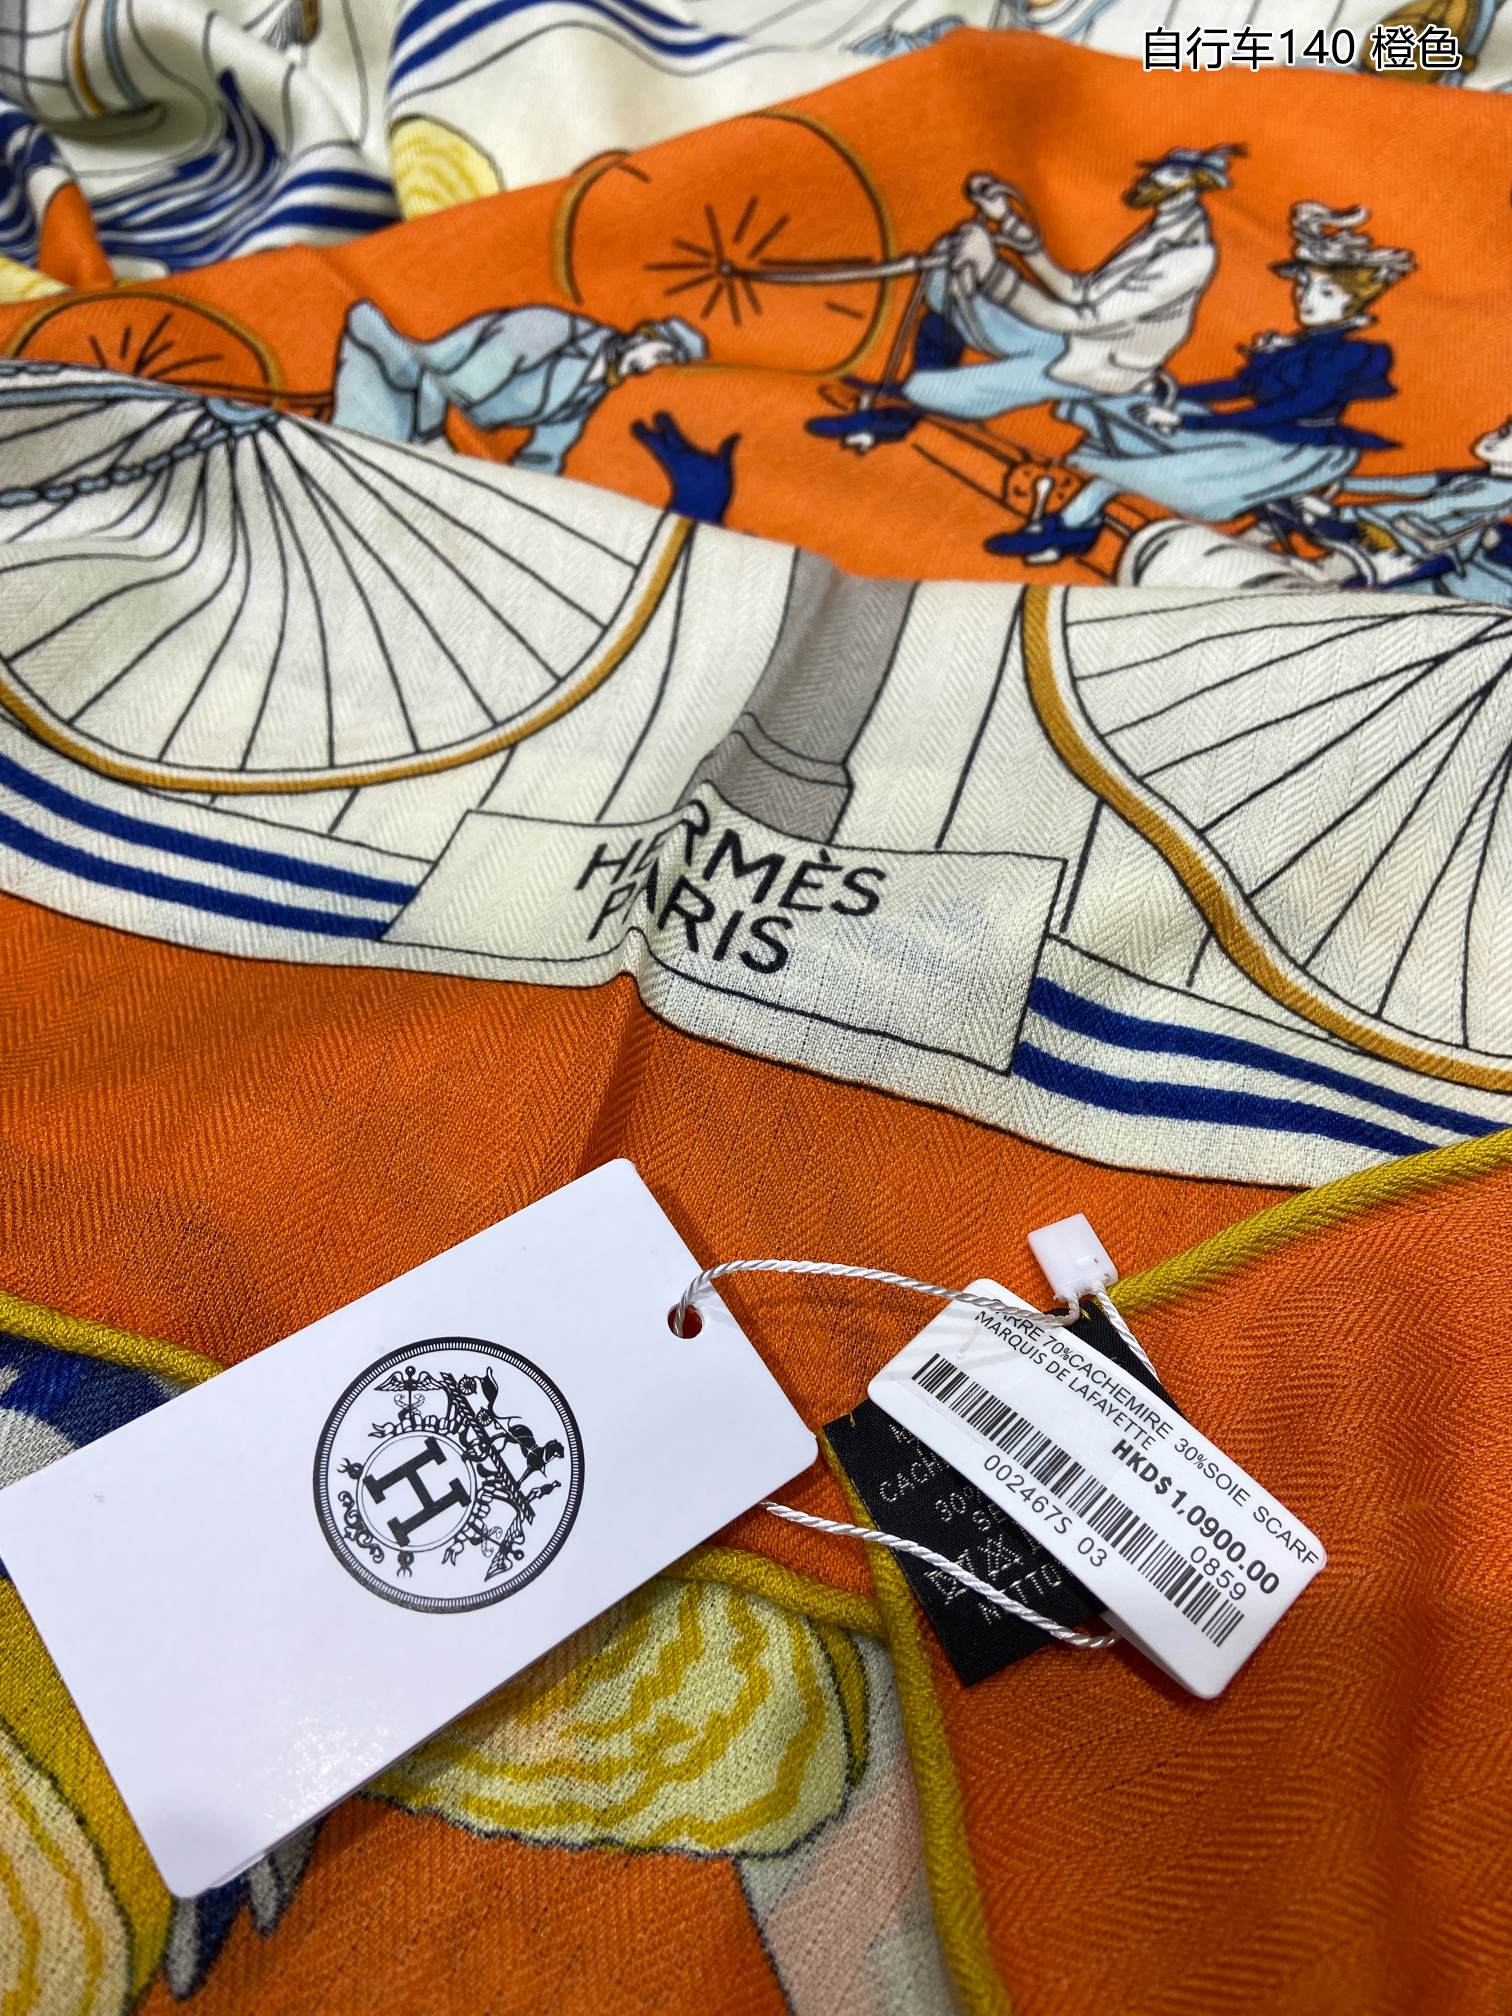 自行车140 橙色
HERMÈS
PARIS
H
70%CACHEMIRE 30%SOIE SCARF
MARQUIS DE LAFAYETTE
HKD$1,0900.00
0859
002467S 03